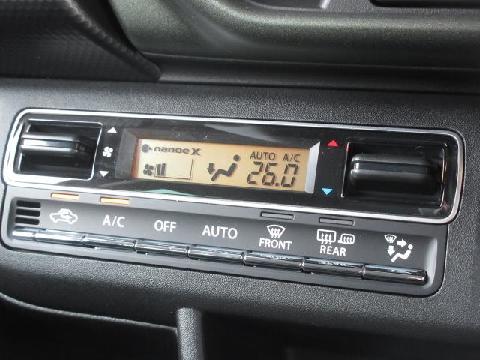 nanoe X
AUTO A/C
26.0
A/C OFF AUTO FRONT REAR